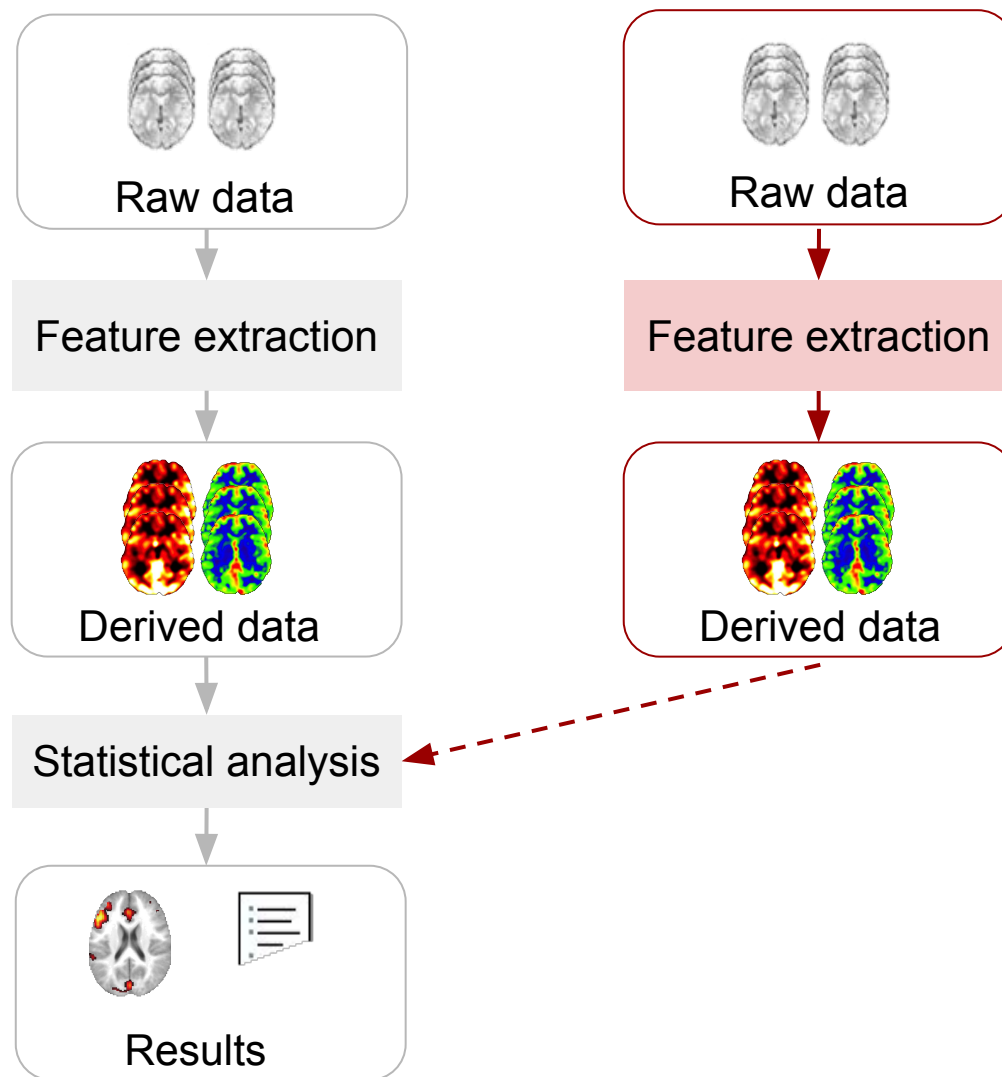 Raw data
Feature extraction
Derived data
Statistical analysis
Results
Raw data
Feature extraction
Derived data